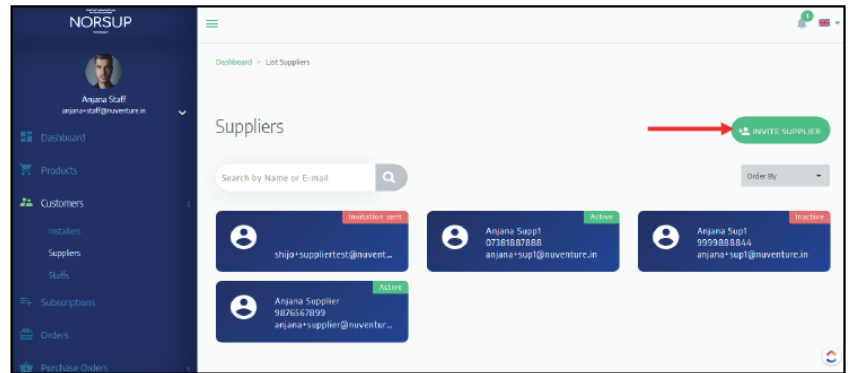 NORSUP
1
Anjana Staff
anjana+staff@nuventure.in
Dashboard
Products
Customers
Installers
Suppliers
Staffs
Subscriptions
Orders
Purchase Orders
Dashboard > List Suppliers
Suppliers
INVITE SUPPLIER
Search by Name or E-mail
Order By
Invitation sent
shijo+suppliertest@nuvent...
Active
Anjana Supp1
07381887888
anjana+sup1@nuventure.in
Inactive
Anjana Sup1
9999888844
anjana+sup1@nuventure.in
Active
Anjana Supplier
9876567899
anjana+supplier@nuventur...